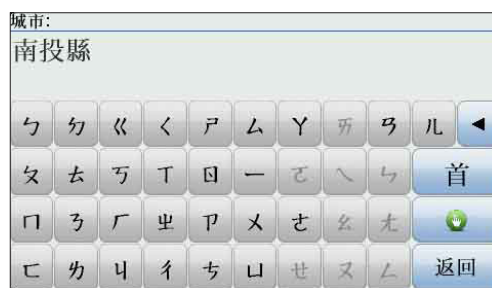 城市:
南投縣
ㄅ ㄉ ㄍ ㄑ ㄕ ㄙ ㄚ ㄞ ㄢ ㄦ ◀
ㄆ ㄊ ㄎ ㄒ ㄖ ㄧ ㄛ ㄟ ㄣ 首
ㄇ ㄋ ㄏ ㄓ ㄗ ㄨ ㄜ ㄠ ㄤ
ㄈ ㄌ ㄐ ㄔ ㄘ ㄩ ㄝ ㄡ ㄥ 返回